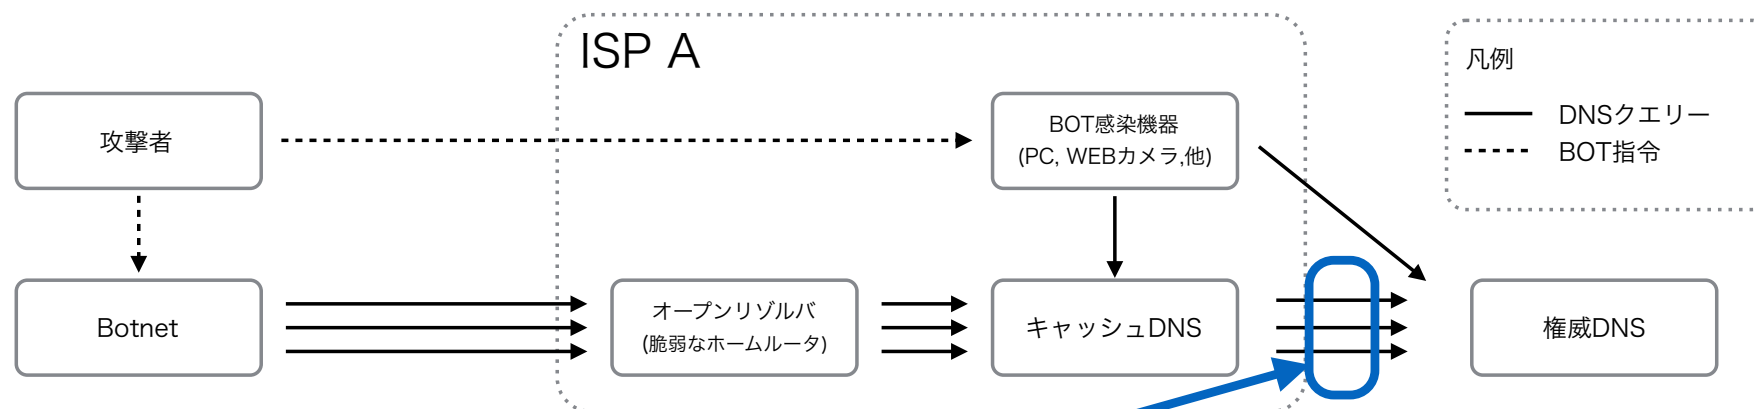 ISP A
凡例
DNSクエリー
BOT指令
攻撃者
BOT感染機器
(PC, WEBカメラ,他)
Botnet
オープンリゾルバ
(脆弱なホームルータ)
キャッシュDNS
権威DNS